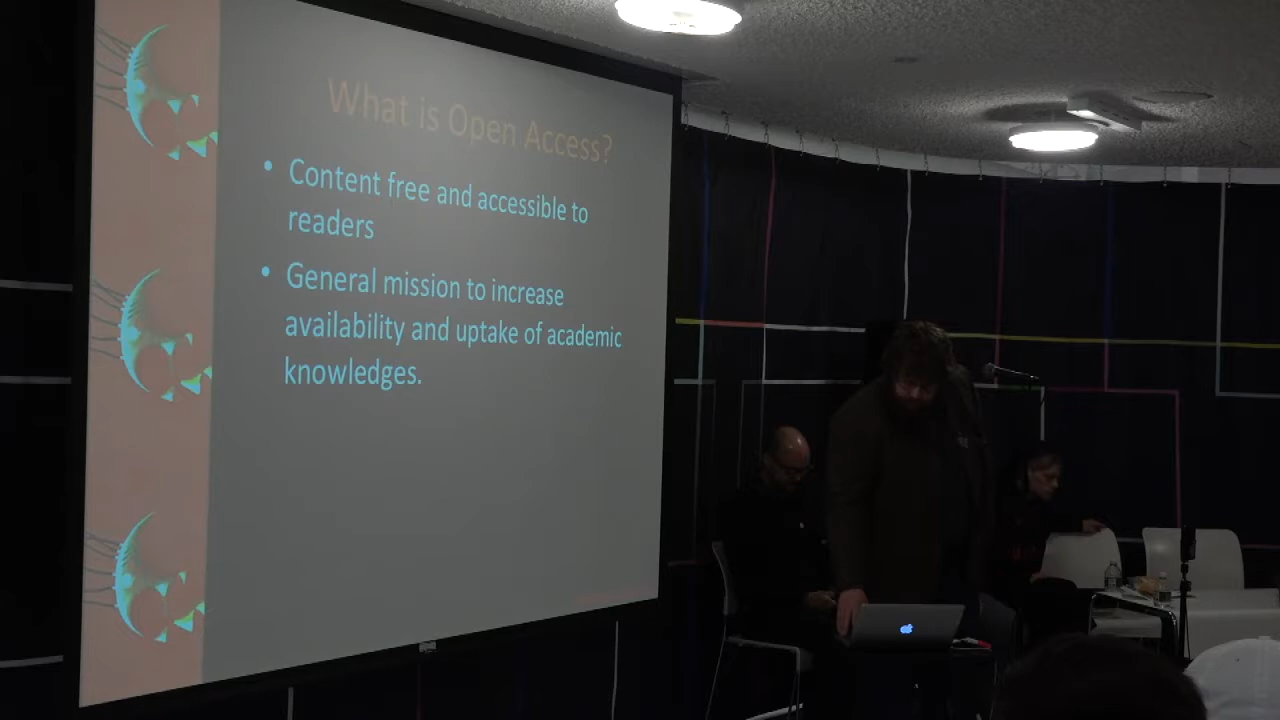 What is Open Access?
• Content free and accessible to
readers
• General mission to increase
availability and uptake of academic
knowledges.